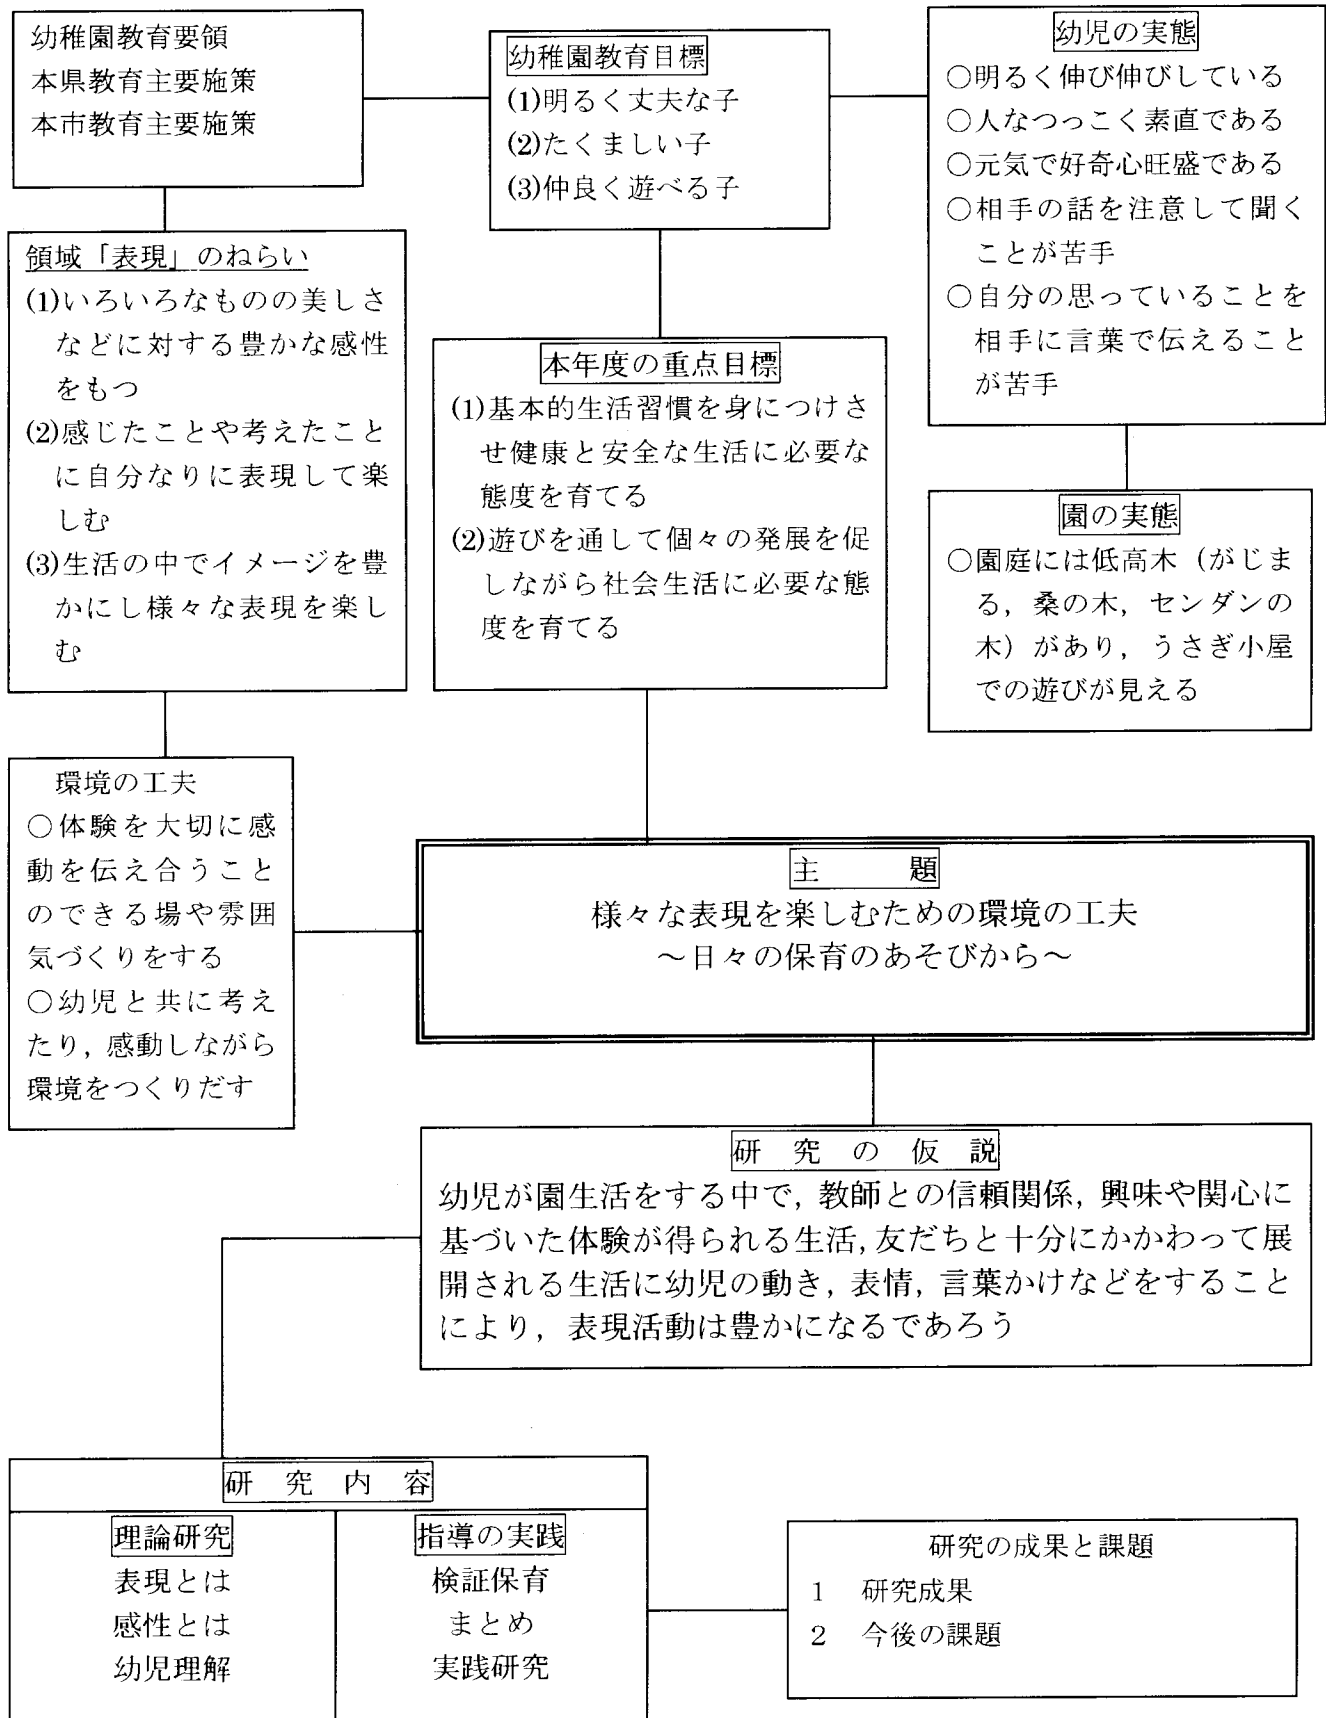 幼稚園教育要領
本県教育主要施策
本市教育主要施策
幼稚園教育目標
(1)明るく丈夫な子
(2)たくましい子
(3)仲良く遊べる子
幼児の実態
○明るく伸び伸びしている
○人なつっこく素直である
○元気で好奇心旺盛である
○相手の話を注意して聞く
ことが苦手
○自分の思っていることを
相手に言葉で伝えること
が苦手
領域「表現」のねらい
(1)いろいろなものの美しさ
などに対する豊かな感性
をもつ
(2)感じたことや考えたこと
に自分なりに表現して楽
しむ
(3)生活の中でイメージを豊
かにし様々な表現を楽し
む
本年度の重点目標
(1)基本的生活習慣を身につけさ
せ健康と安全な生活に必要な
態度を育てる
(2)遊びを通して個々の発展を促
しながら社会生活に必要な態
度を育てる
園の実態
○園庭には低高木（がじま
る，桑の木，センダンの
木）があり，うさぎ小屋
での遊びが見える
環境の工夫
○体験を大切に感
動を伝え合うこと
のできる場や雰囲
気づくりをする
○幼児と共に考え
たり，感動しながら
環境をつくりだす
主　　題
様々な表現を楽しむための環境の工夫
～日々の保育のあそびから～
研　究　の　仮　説
幼児が園生活をする中で，教師との信頼関係，興味や関心に
基づいた体験が得られる生活，友だちと十分にかかわって展
開される生活に幼児の動き，表情，言葉かけなどをすること
により，表現活動は豊かになるであろう
研　究　内　容
理論研究
表現とは
感性とは
幼児理解
指導の実践
検証保育
まとめ
実践研究
研究の成果と課題
1　研究成果
2　今後の課題